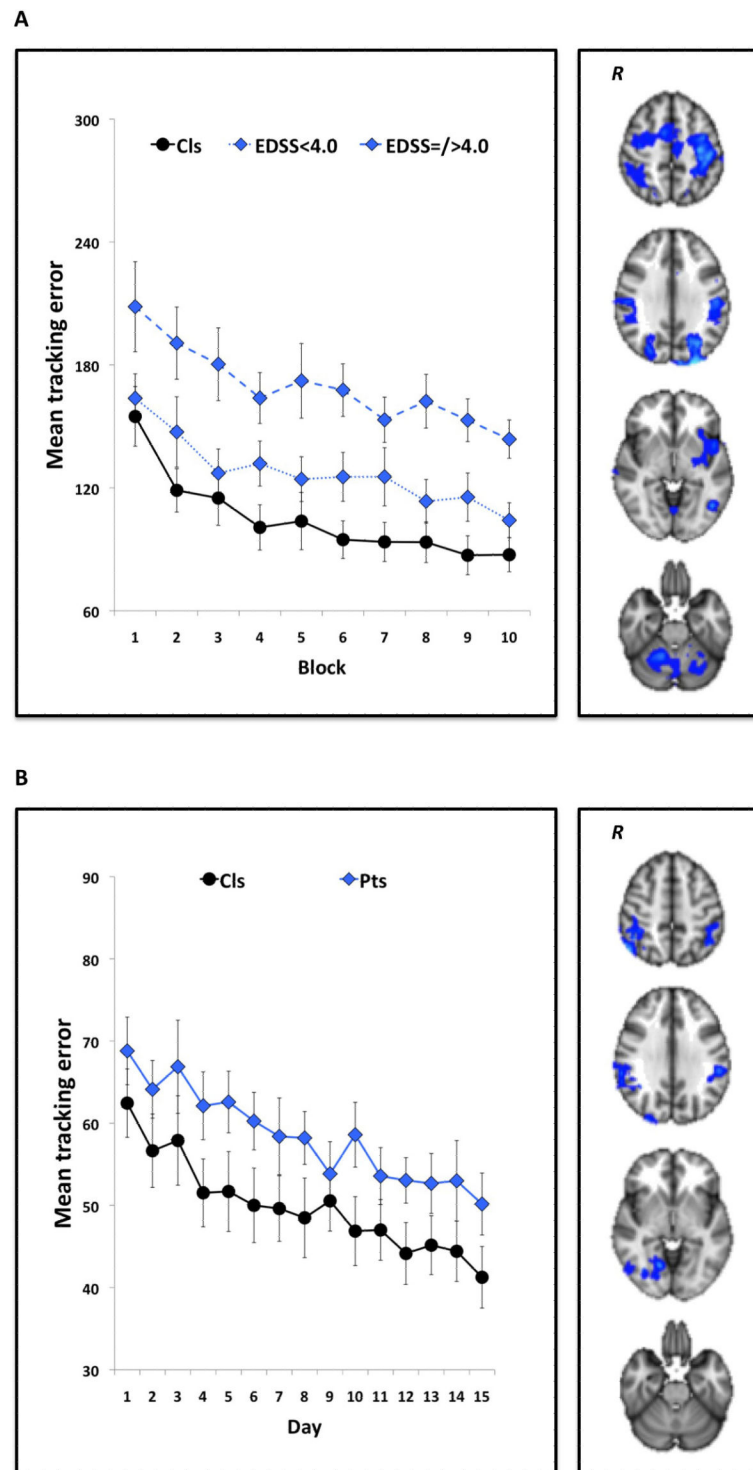 A
R
300
Cls EDSS<4.0 EDSS=/>4.0
240
180
120
60
Mean tracking error
1 2 3 4 5 6 7 8 9 10
Block
B
R
90
Cls Pts
80
70
60
50
40
30
Mean tracking error
1 2 3 4 5 6 7 8 9 10 11 12 13 14 15
Day